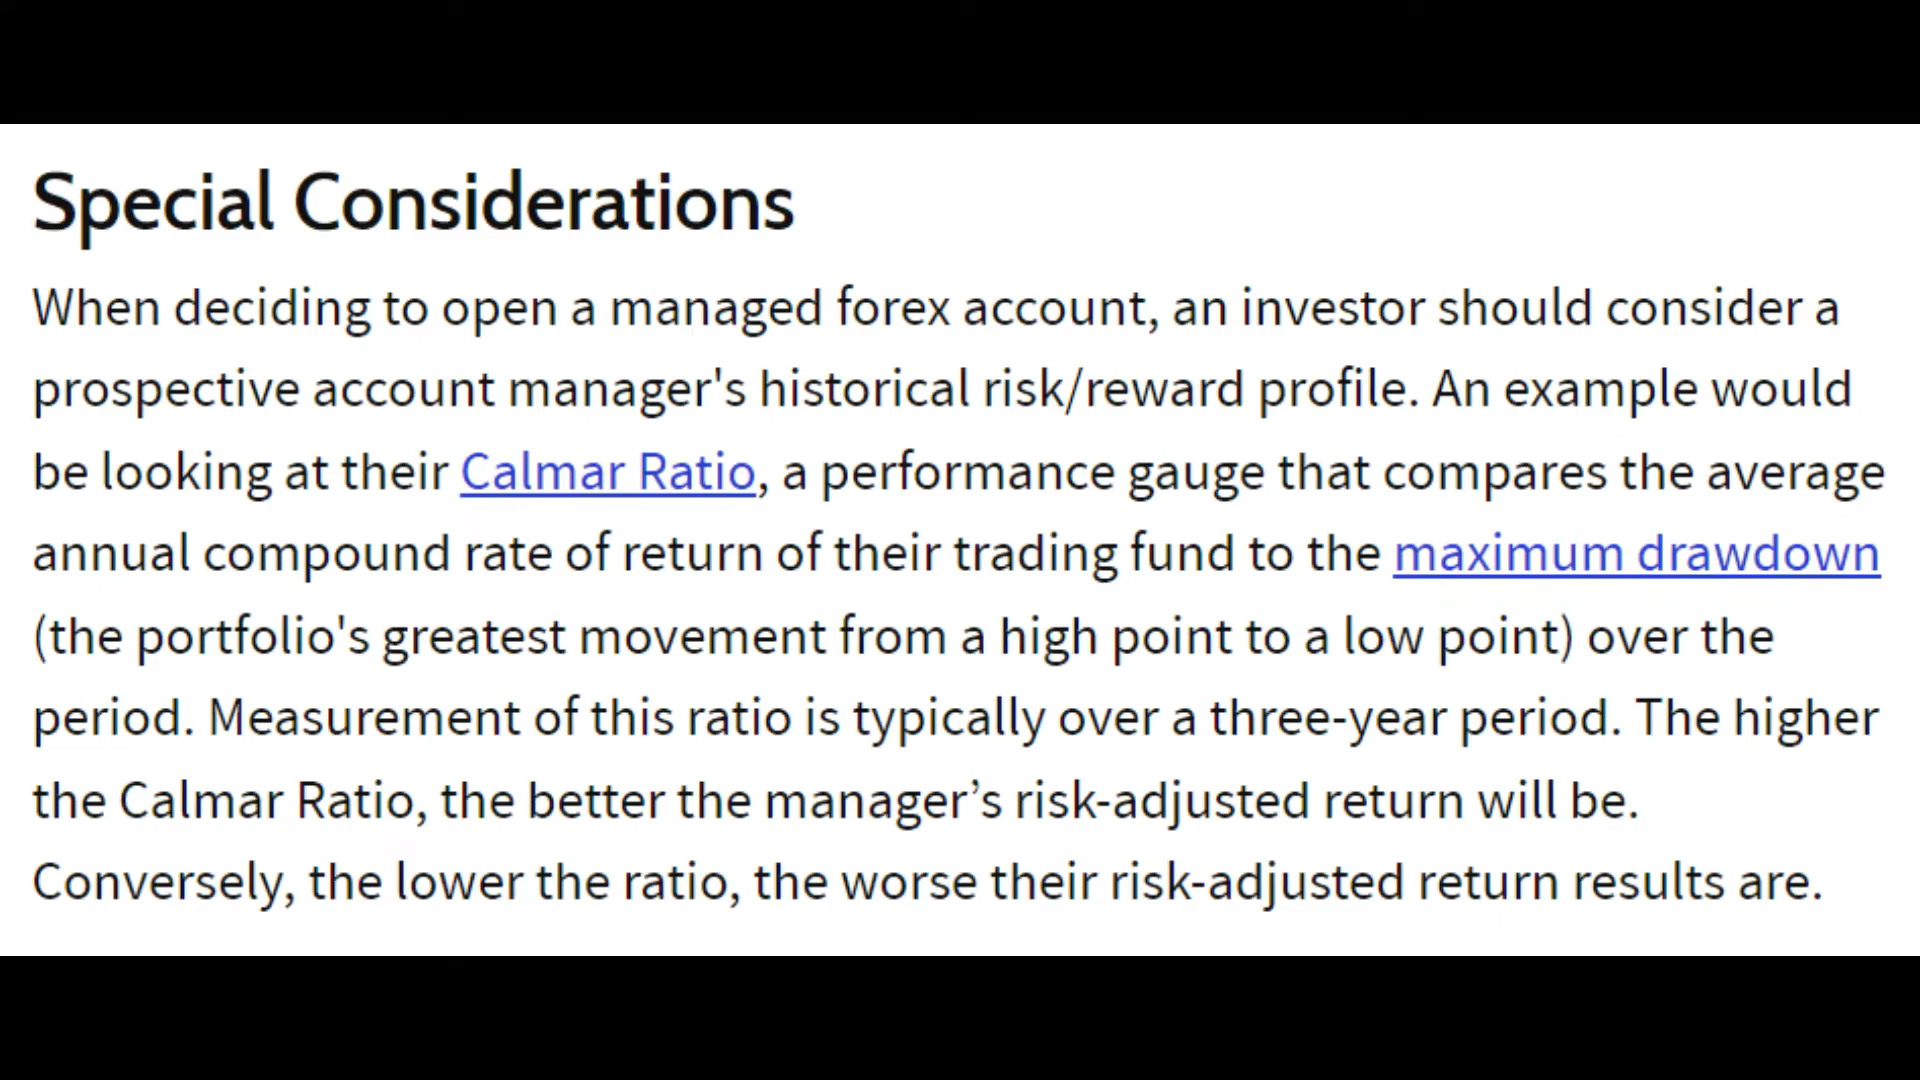 Special Considerations
When deciding to open a managed forex account, an investor should consider a
prospective account manager's historical risk/reward profile. An example would
be looking at their Calmar Ratio, a performance gauge that compares the average
annual compound rate of return of their trading fund to the maximum drawdown
(the portfolio's greatest movement from a high point to a low point) over the
period. Measurement of this ratio is typically over a three-year period. The higher
the Calmar Ratio, the better the manager’s risk-adjusted return will be.
Conversely, the lower the ratio, the worse their risk-adjusted return results are.